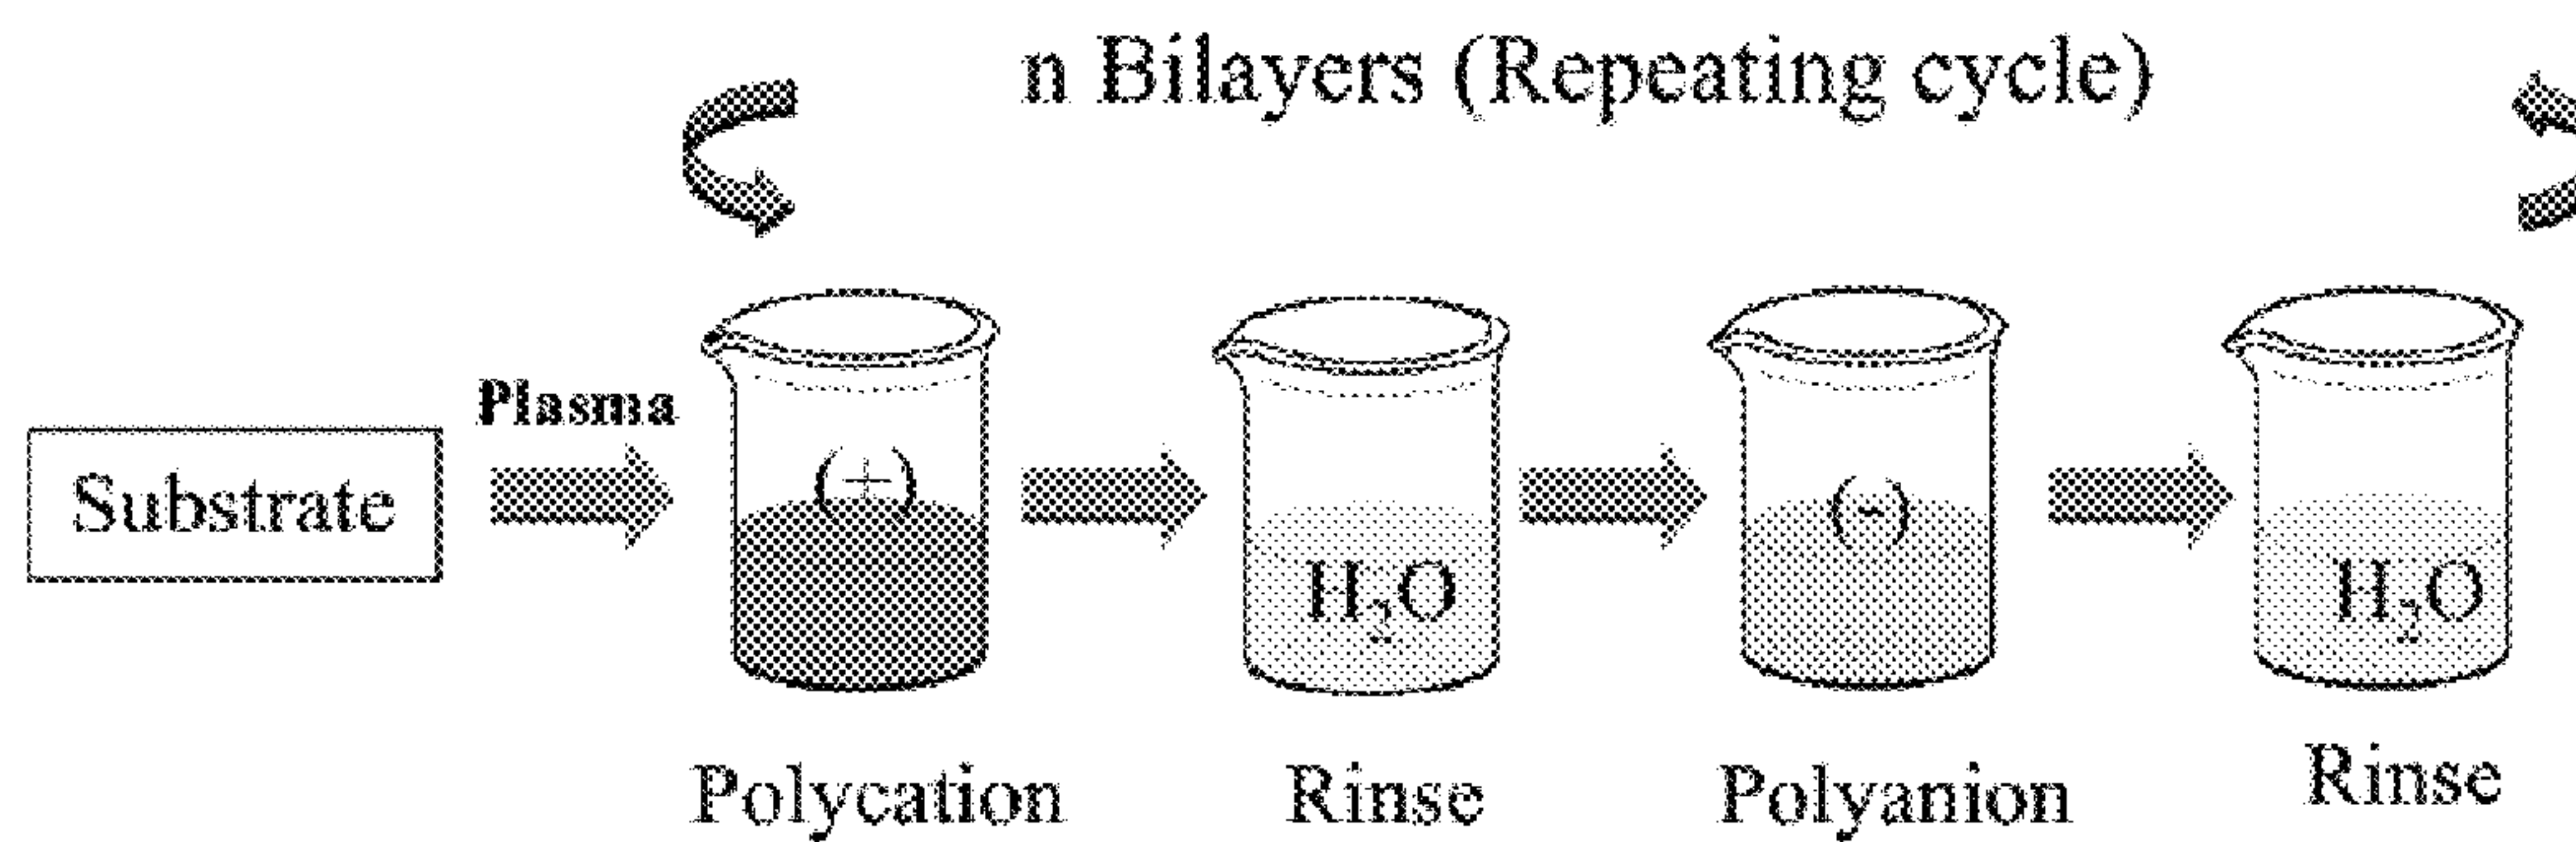 n Bilayers (Repeating cycle)
Plasma
Substrate
(+)
H₂O
(-)
H₂O
Polycation
Rinse
Polyanion
Rinse